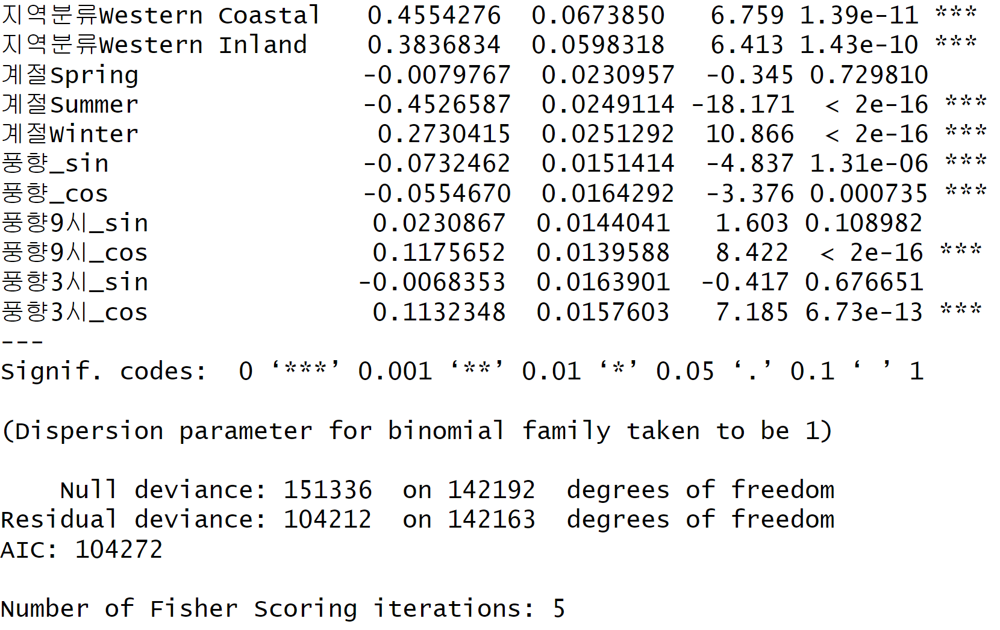 지역분류Western Coastal 0.4554276 0.0673850 6.759 1.39e-11 ***
지역분류Western Inland 0.3836834 0.0598318 6.413 1.43e-10 ***
계절Spring -0.0079767 0.0230957 -0.345 0.729810
계절Summer -0.4526587 0.0249114 -18.171 < 2e-16 ***
계절Winter 0.2730415 0.0251292 10.866 < 2e-16 ***
풍향_sin -0.0732462 0.0151414 -4.837 1.31e-06 ***
풍향_cos -0.0554670 0.0164292 -3.376 0.000735 ***
풍향9시_sin 0.0230867 0.0144041 1.603 0.108982
풍향9시_cos 0.1175652 0.0139588 8.422 < 2e-16 ***
풍향3시_sin -0.0068353 0.0163901 -0.417 0.676651
풍향3시_cos 0.1132348 0.0157603 7.185 6.73e-13 ***
---
Signif. codes: 0 ‘***’ 0.001 ‘**’ 0.01 ‘*’ 0.05 ‘.’ 0.1 ‘ ’ 1
(Dispersion parameter for binomial family taken to be 1)
Null deviance: 151336 on 142192 degrees of freedom
Residual deviance: 104212 on 142163 degrees of freedom
AIC: 104272
Number of Fisher Scoring iterations: 5